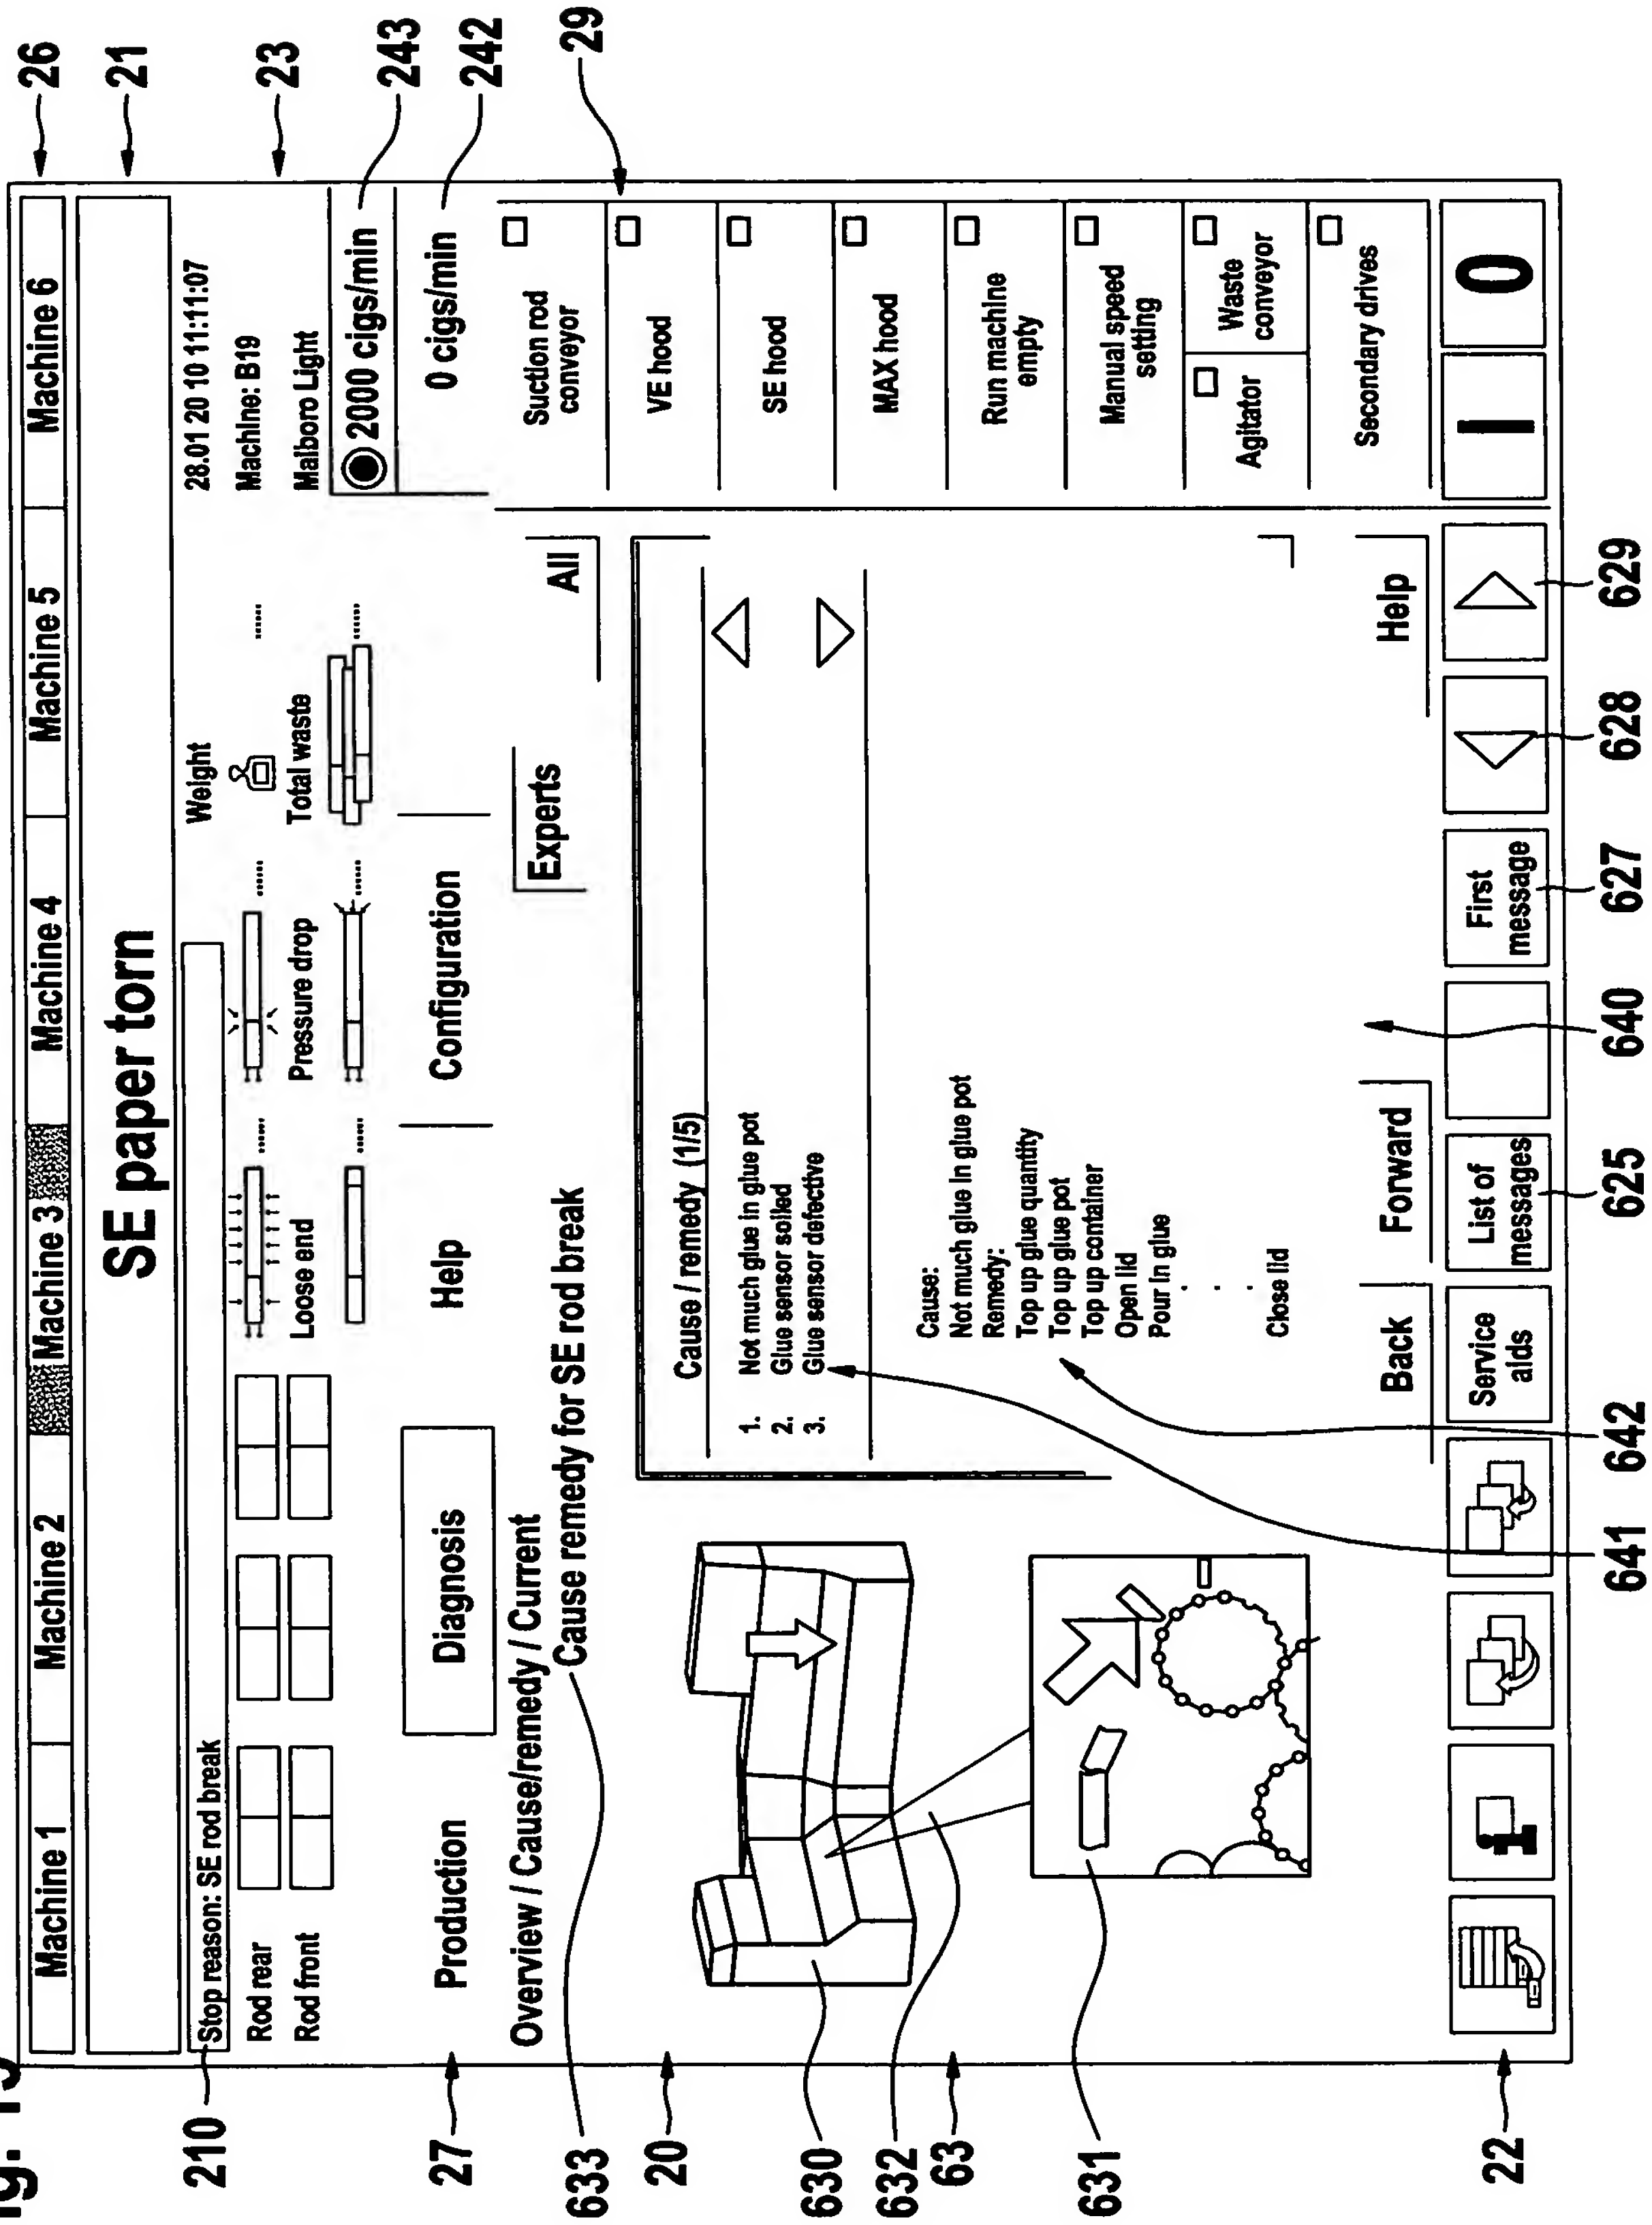 ig. 13
Machine 1 Machine 2 Machine 3 Machine 4 Machine 5 Machine 6
26
SE paper torn
21
210
Stop reason: SE rod break
Weight
28.01 20 10 11:11:07
Rod rear
Machine: B19
23
Rod front
Loose end
Pressure drop
Total waste
Malboro Light
2000 cigs/min
243
27
Production Diagnosis Help Configuration
0 cigs/min
242
Overview / Cause/remedy / Current
Experts
All
Cause remedy for SE rod break
633
Suction rod
conveyor
29
VE hood
SE hood
MAX hood
Run machine
empty
Manual speed
setting
Agitator
Waste
conveyor
Secondary drives
20
Cause / remedy (1/5)
1. Not much glue in glue pot
2. Glue sensor soiled
3. Glue sensor defective
630
632
63
631
Cause:
Not much glue in glue pot
Remedy:
Top up glue quantity
Top up glue pot
Top up container
Open lid
Pour in glue
. . .
Close lid
Back Forward Help
22
Service
aids
List of
messages
First
message
I 0
641 642 625 640 627 628 629